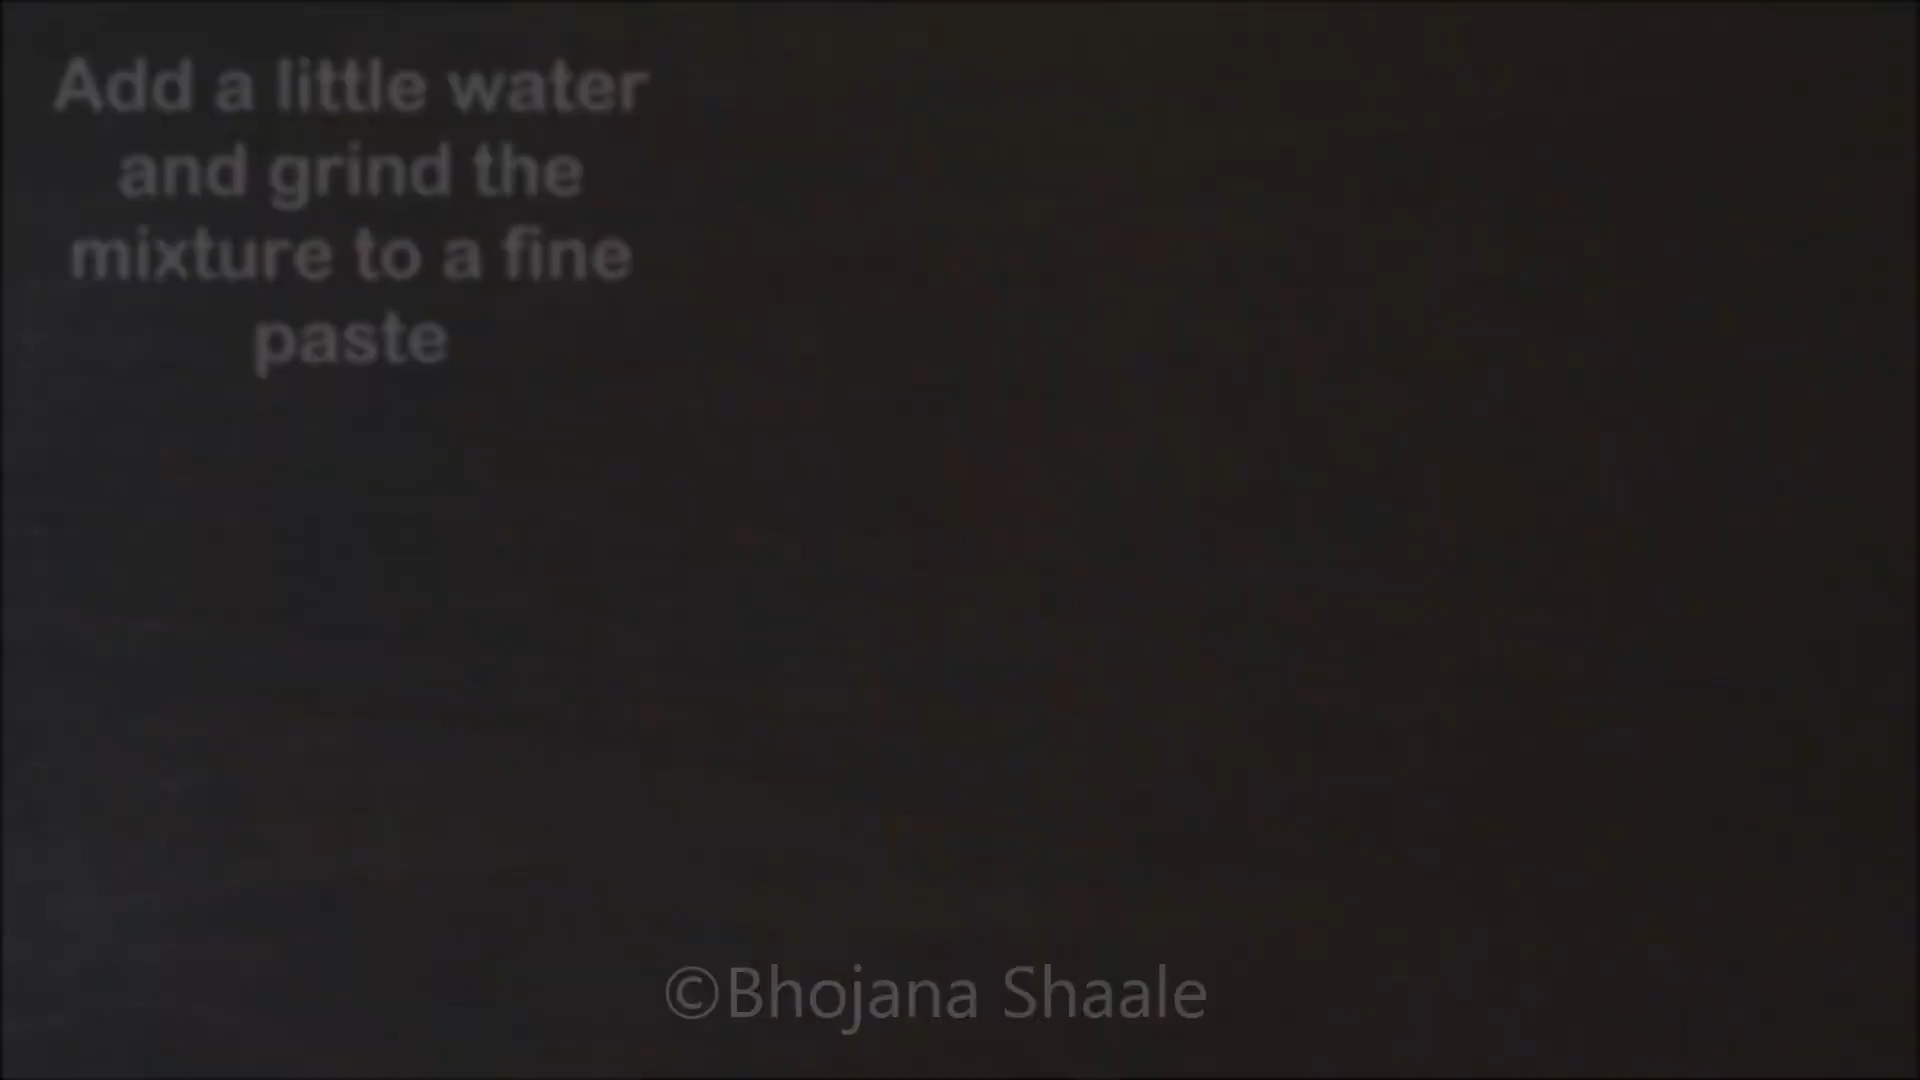 Add a little water
and grind the
mixture to a fine
paste
©Bhojana Shaale